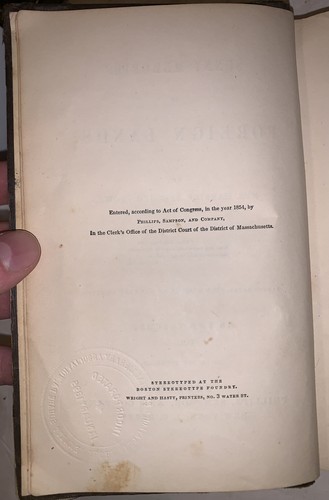 Entered, according to Act of Congress, in the year 1854, by
PHILLIPS, SAMPSON, AND COMPANY,
In the Clerk's Office of the District Court of the District of Massachusetts.
STEREOTYPED AT THE
BOSTON STEREOTYPE FOUNDRY.
WRIGHT AND HASTY, PRINTERS, NO. 3 WATER ST.